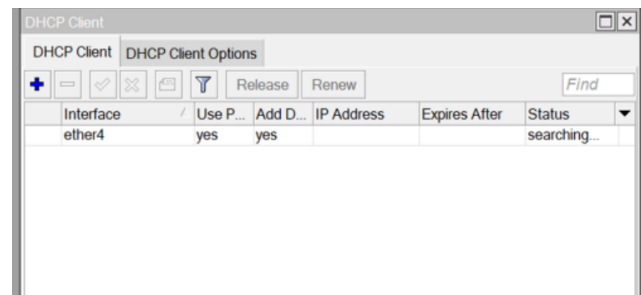 DHCP Client
DHCP Client DHCP Client Options
Release Renew Find
Interface Use P... Add D... IP Address Expires After Status
ether4 yes yes searching...